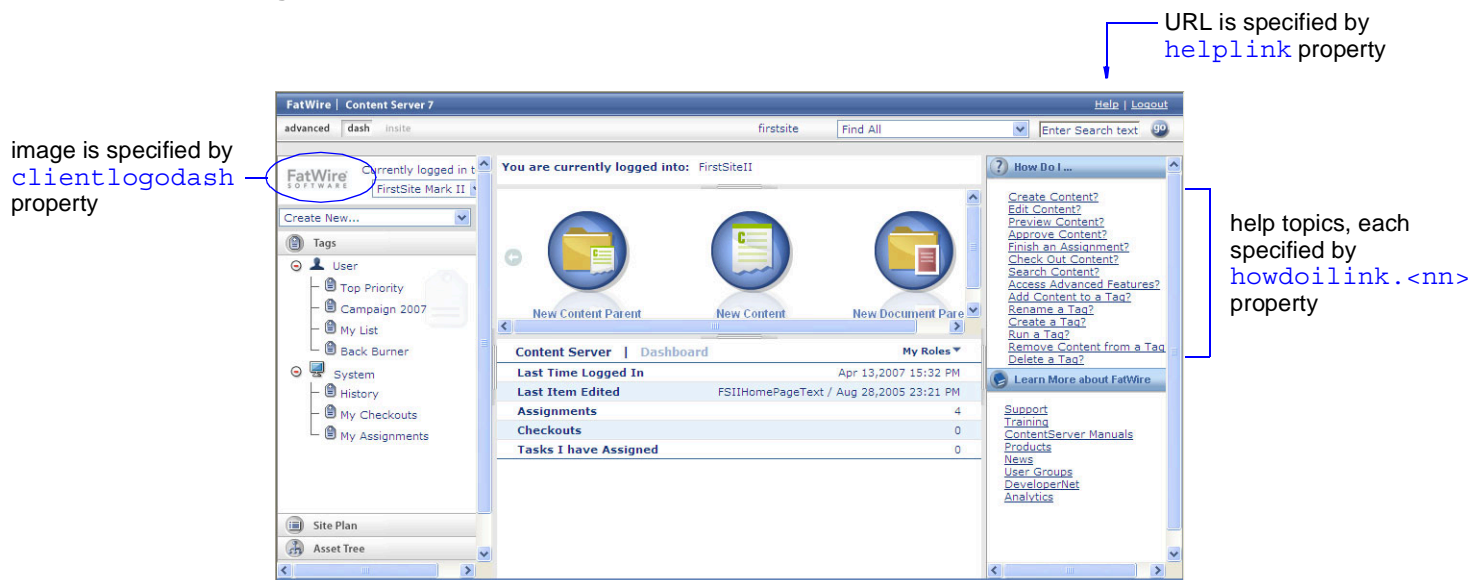 URL is specified by
helplink property
FatWire | Content Server 7
Help | Logout
advanced dash insite
firstsite
Find All
Enter Search text
go
image is specified by
clientlogodash
property
FatWire
SOFTWARE
Currently logged in t
FirstSite Mark II
Create New...
Tags
User
Top Priority
Campaign 2007
My List
Back Burner
System
History
My Checkouts
My Assignments
Site Plan
Asset Tree
You are currently logged into: FirstSiteII
New Content Parent
New Content
New Document Pare
Content Server | Dashboard
My Roles
Last Time Logged In Apr 13,2007 15:32 PM
Last Item Edited FSIIHomePageText / Aug 28,2005 23:21 PM
Assignments 4
Checkouts 0
Tasks I have Assigned 0
? How Do I ...
Create Content?
Edit Content?
Preview Content?
Approve Content?
Finish an Assignment?
Check Out Content?
Search Content?
Access Advanced Features?
Add Content to a Tag?
Rename a Tag?
Create a Tag?
Run a Tag?
Remove Content from a Tag
Delete a Tag?
Learn More about FatWire
Support
Training
ContentServer Manuals
Products
News
User Groups
DeveloperNet
Analytics
help topics, each
specified by
howdoilink.<nn>
property